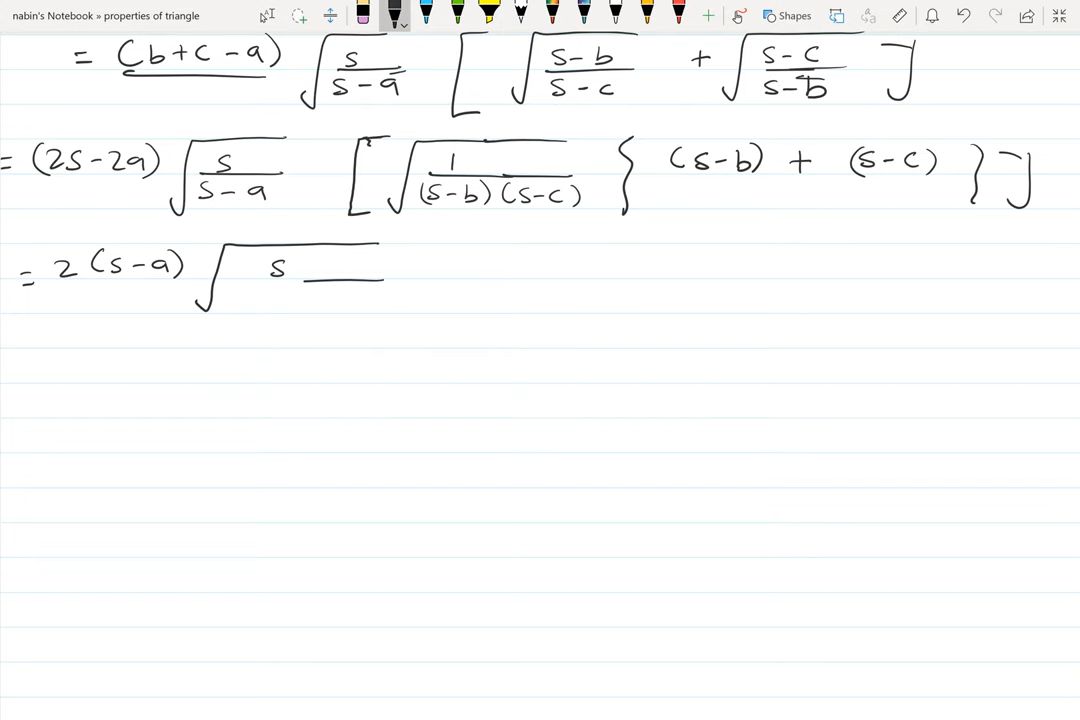 nabin's Notebook » properties of triangle
Shapes
= (b+c-a) √(s/(s-a)) [ √((s-b)/(s-c)) + √((s-c)/(s-b)) ]
= (2s-2a) √(s/(s-a)) [ √(1/((s-b)(s-c))) { (s-b) + (s-c) } ]
= 2(s-a) √ s